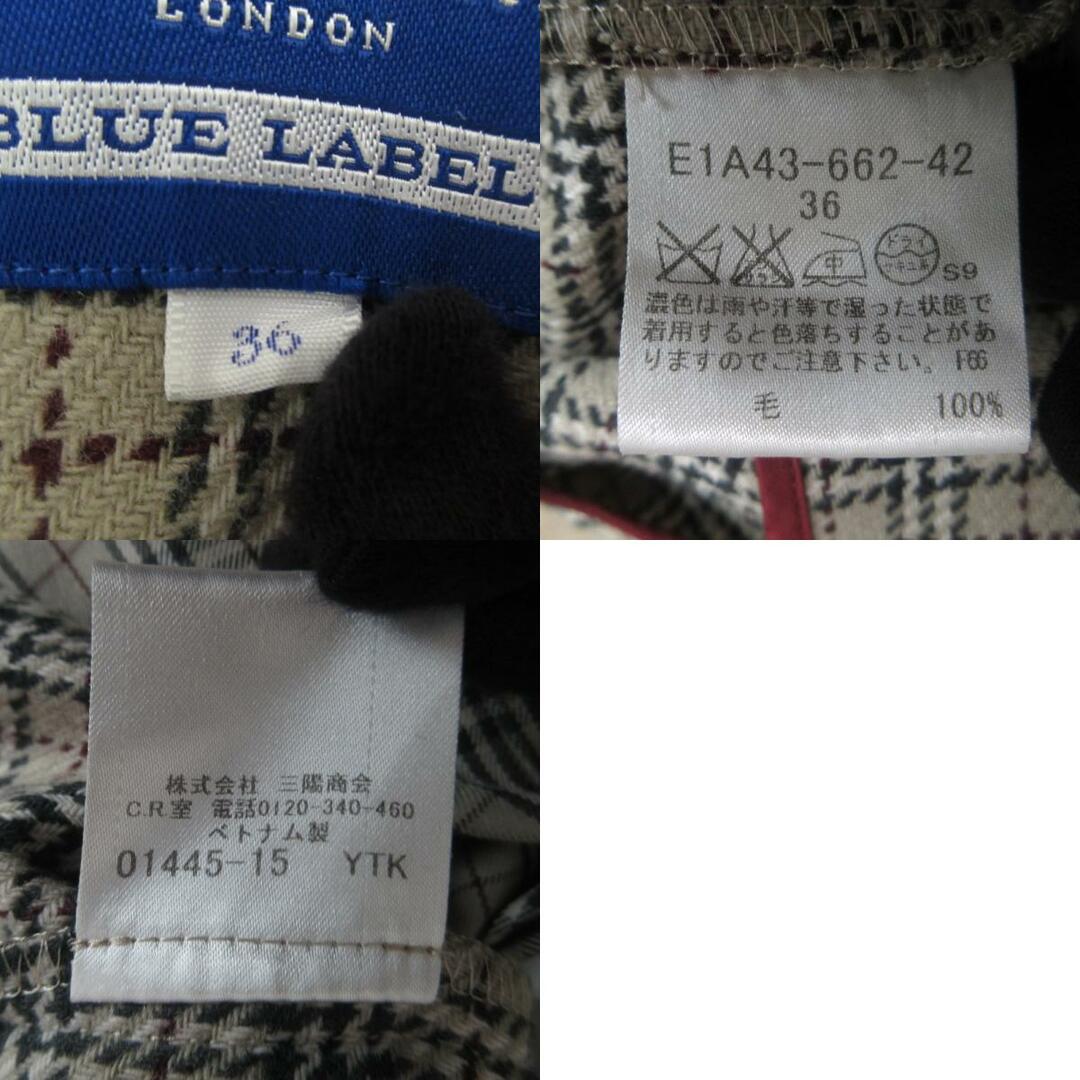 LONDON
BLUE LABEL
36
E1A43-662-42
36
中
ドライ
S9
濃色は雨や汗等で湿った状態で
着用すると色落ちすることがあ
りますのでご注意下さい。F66
毛 100%
株式会社 三陽商会
C.R.室 電話0120-340-460
ベトナム製
01445-15 YTK